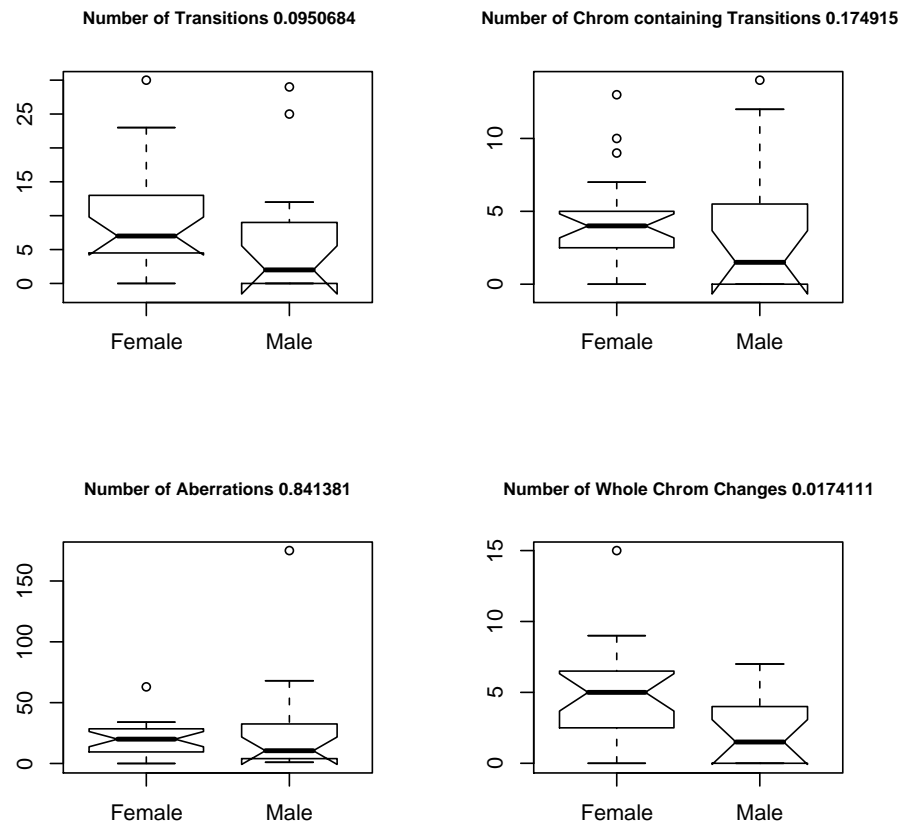 Number of Transitions 0.0950684
25
15
5
0
Female Male
Number of Chrom containing Transitions 0.174915
10
5
0
Female Male
Number of Aberrations 0.841381
150
100
50
0
Female Male
Number of Whole Chrom Changes 0.0174111
15
10
5
0
Female Male